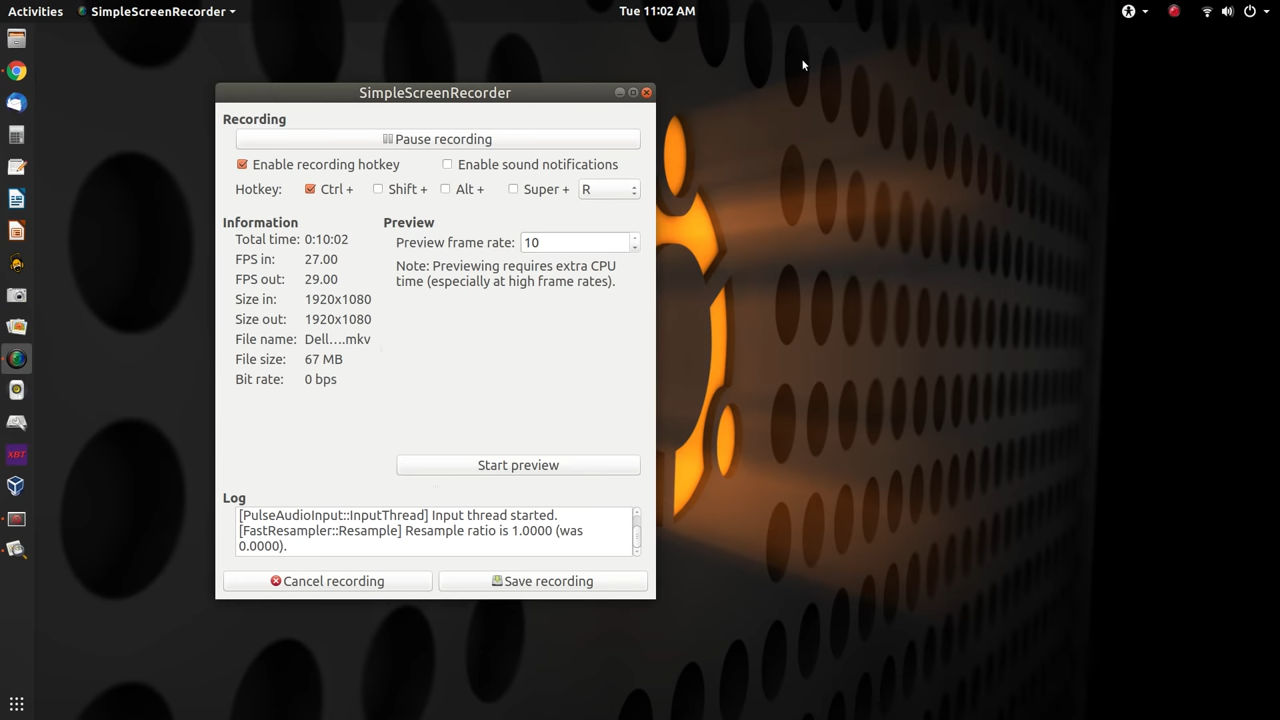 Activities
SimpleScreenRecorder
Tue 11:02 AM
SimpleScreenRecorder
Recording
Pause recording
Enable recording hotkey
Enable sound notifications
Hotkey: Ctrl + Shift + Alt + Super + R
Information
Total time: 0:10:02
FPS in: 27.00
FPS out: 29.00
Size in: 1920x1080
Size out: 1920x1080
File name: Dell….mkv
File size: 67 MB
Bit rate: 0 bps
Preview
Preview frame rate: 10
Note: Previewing requires extra CPU
time (especially at high frame rates).
Start preview
Log
[PulseAudioInput::InputThread] Input thread started.
[FastResampler::Resample] Resample ratio is 1.0000 (was
0.0000).
Cancel recording
Save recording
XBT